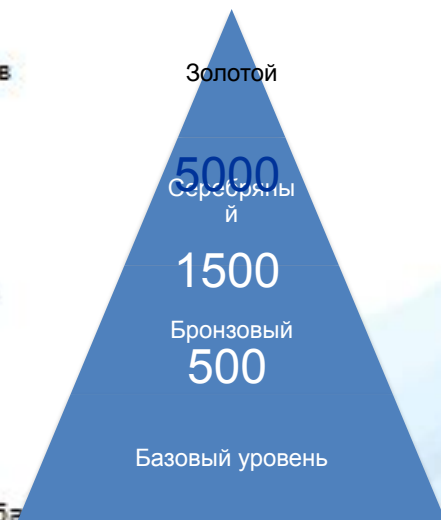 в
Золотой
5000
Серебряны
й
1500
Бронзовый
500
Базовый уровень